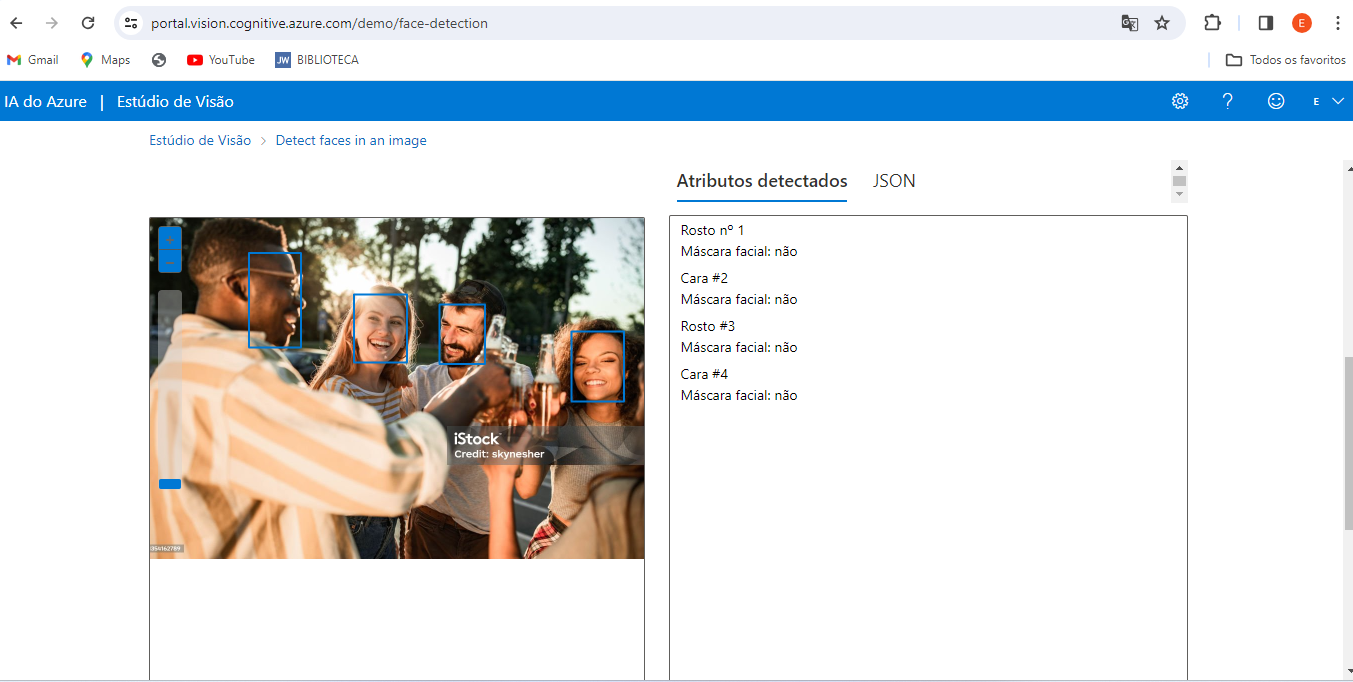 portal.vision.cognitive.azure.com/demo/face-detection
E
Gmail
Maps
YouTube
JW BIBLIOTECA
Todos os favoritos
IA do Azure | Estúdio de Visão
? E
Estúdio de Visão > Detect faces in an image
Atributos detectados
JSON
Rosto nº 1
Máscara facial: não
Cara #2
Máscara facial: não
Rosto #3
Máscara facial: não
Cara #4
Máscara facial: não
iStock
Credit: skynesher